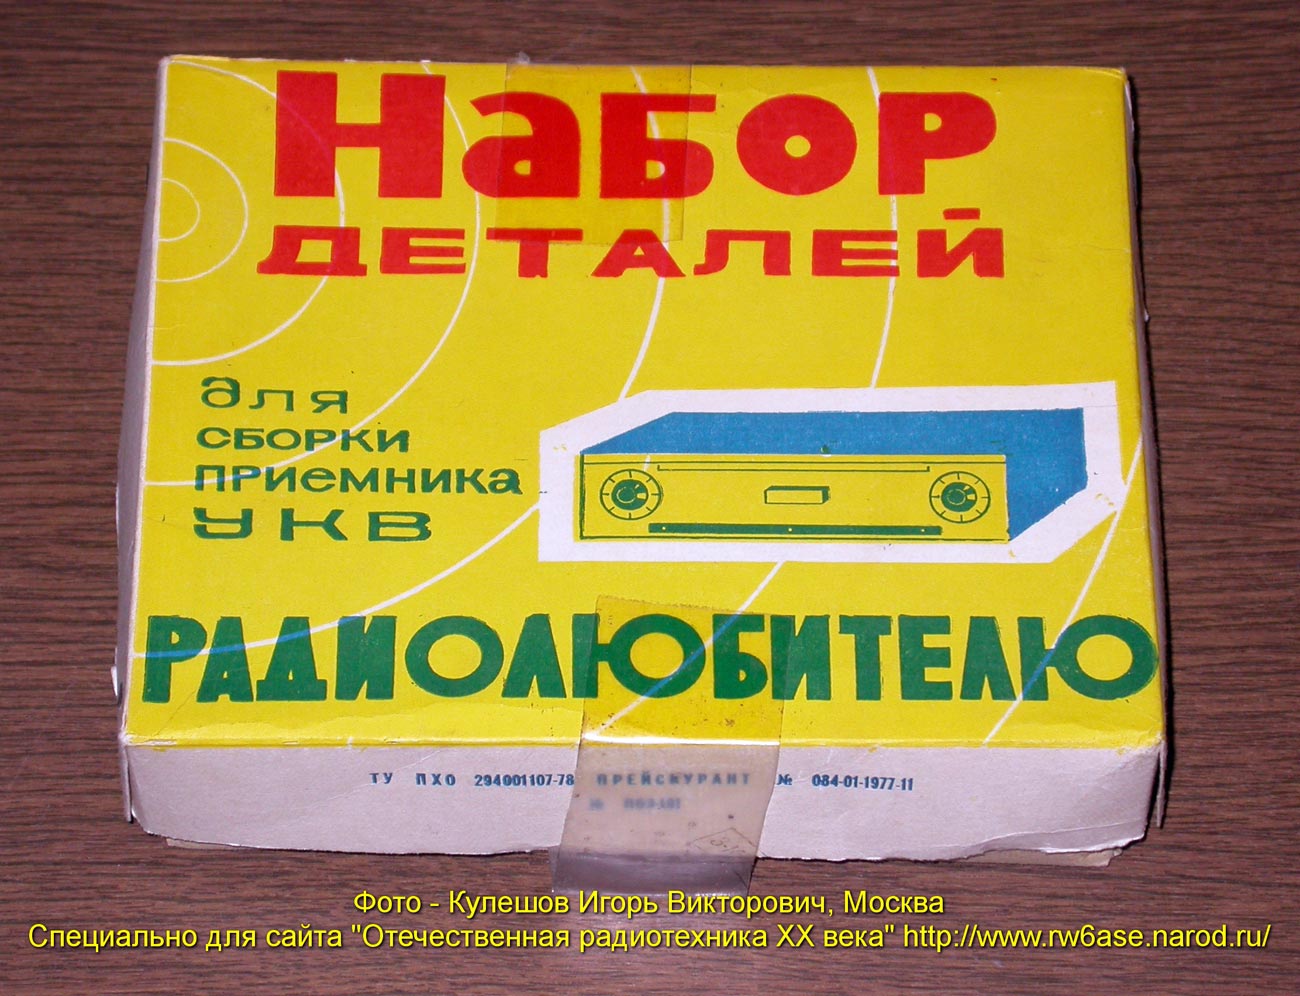 Набор
ДЕТАЛЕЙ
для
СБОРКИ
ПРИЕМНИКА
УКВ
РАДИОЛЮБИТЕЛЮ
ТУ ПХО 294001107-78 ПРЕЙСКУРАНТ № 084-01-1977-11
№
Фото - Кулешов Игорь Викторович, Москва
Специально для сайта "Отечественная радиотехника XX века" http://www.rw6ase.narod.ru/